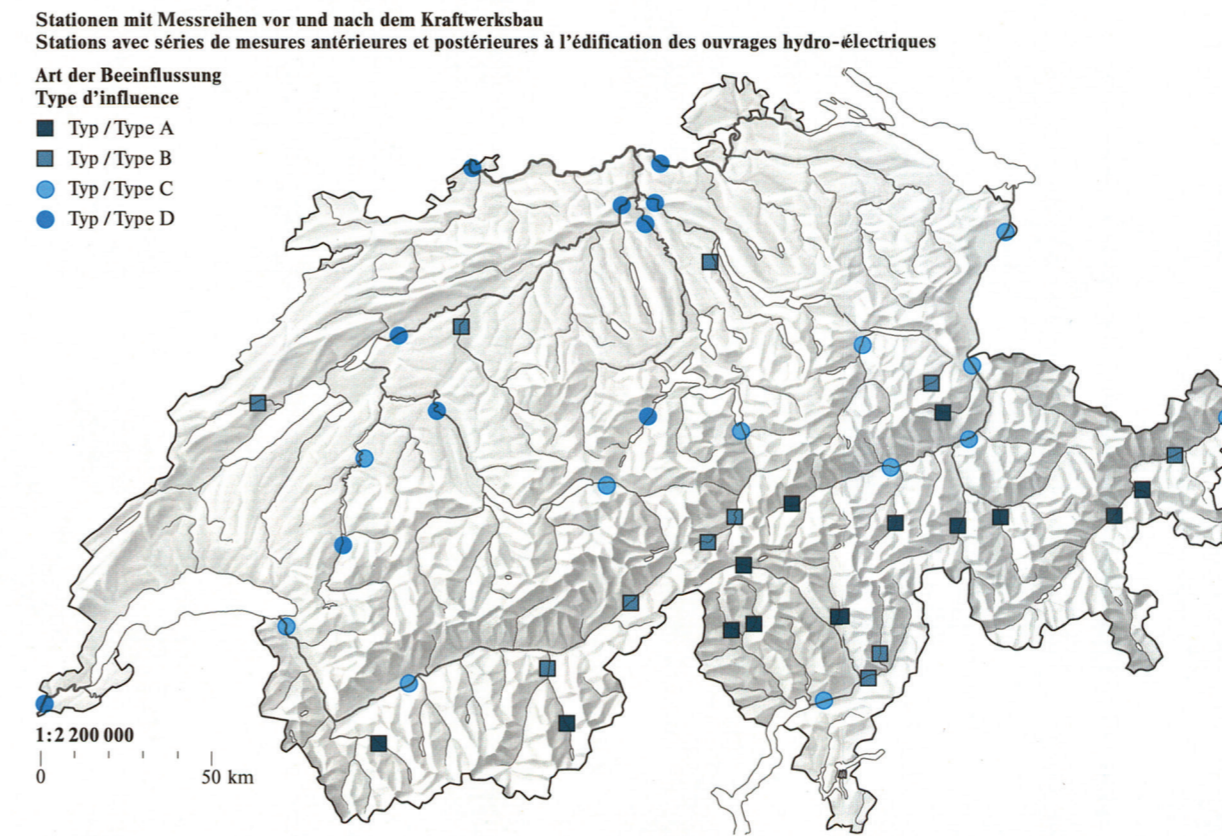 Stationen mit Messreihen vor und nach dem Kraftwerksbau
Stations avec séries de mesures antérieures et postérieures à l'édification des ouvrages hydro-électriques
Art der Beeinflussung
Type d'influence
Typ / Type A
Typ / Type B
Typ / Type C
Typ / Type D
1:2 200 000
0 50 km